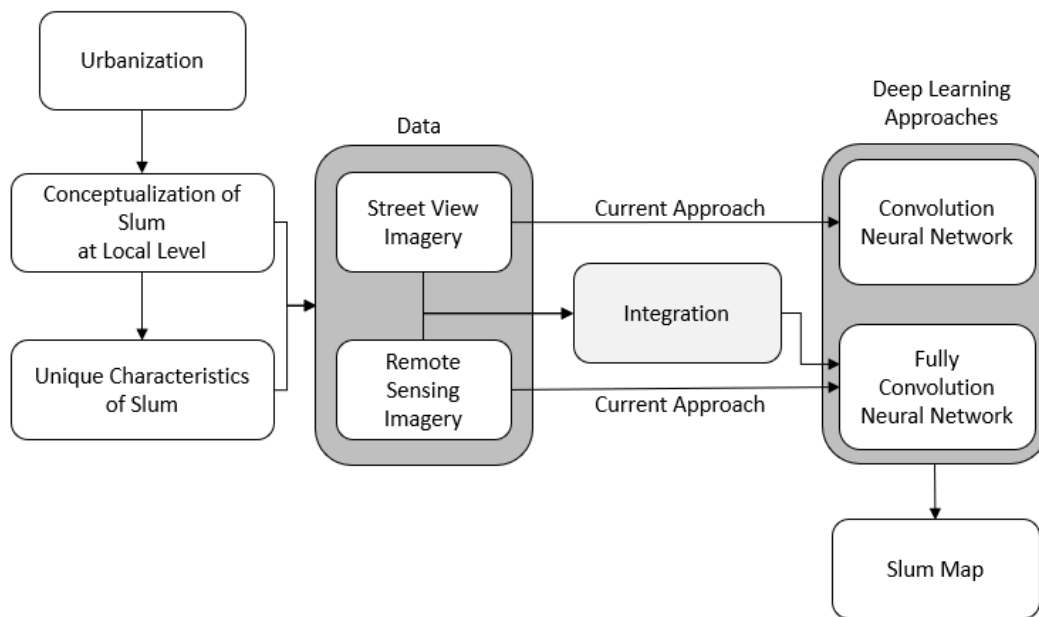 Urbanization
Conceptualization of
Slum
at Local Level
Unique Characteristics
of Slum
Data
Street View
Imagery
Remote
Sensing
Imagery
Current Approach
Integration
Current Approach
Deep Learning
Approaches
Convolution
Neural Network
Fully
Convolution
Neural Network
Slum Map